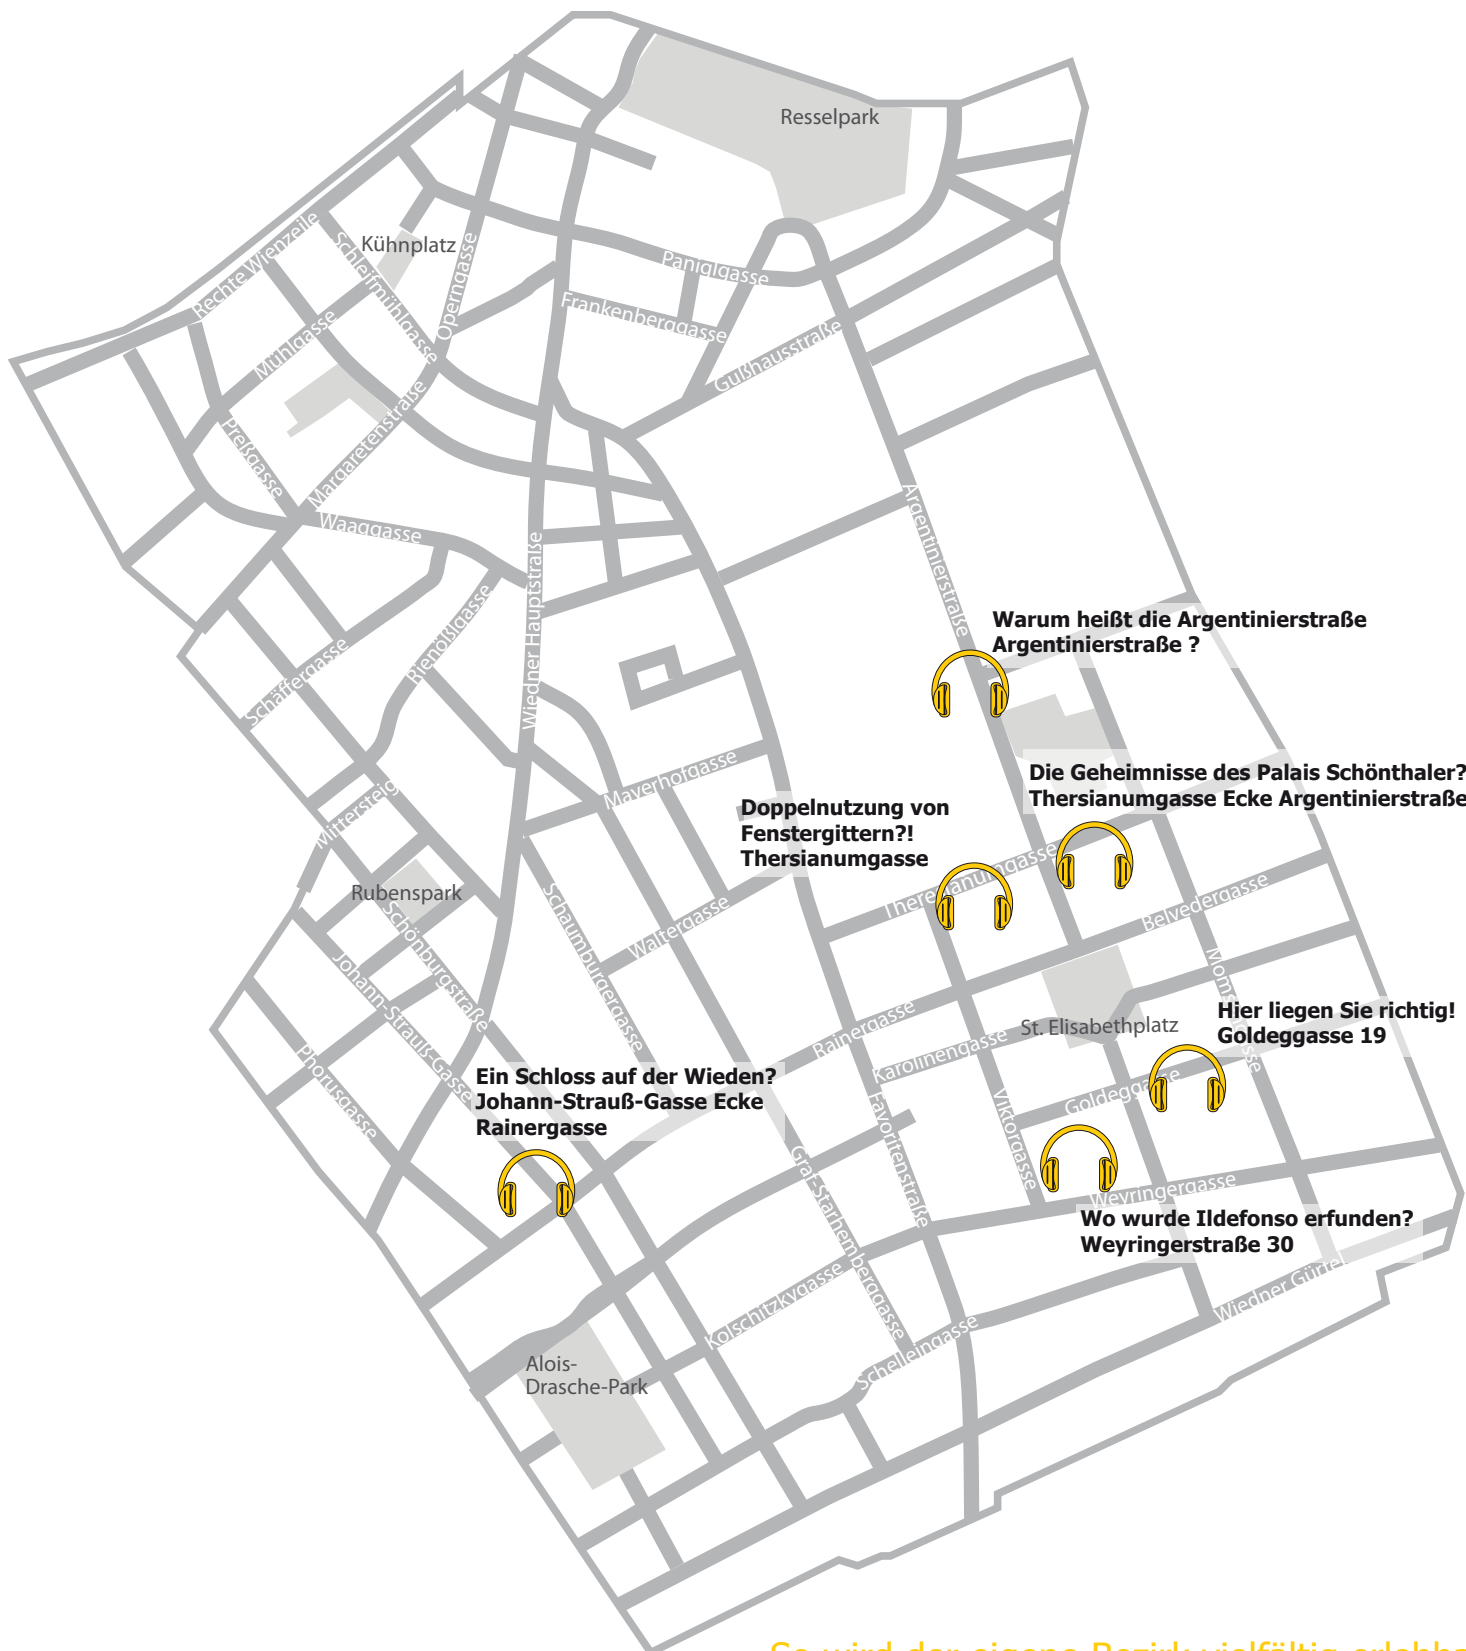 Resselpark
Kühnplatz
Rechte Wienzeile
Schleifmühlgasse
Operngasse
Paniglgasse
Frankenberggasse
Mühlgasse
Gußhausstraße
Margaretenstraße
Preßgasse
Waaggasse
Argentinierstraße
Wiedner Hauptstraße
Rienößlgasse
Schäffergasse
Warum heißt die Argentinierstraße
Argentinierstraße ?
Mayerhofgasse
Mittersteig
Die Geheimnisse des Palais Schönthaler?
Thersianumgasse Ecke Argentinierstraße
Doppelnutzung von
Fenstergittern?!
Thersianumgasse
Rubenspark
Schönburgstraße
Schaumburgergasse
Waltergasse
Belvedergasse
Johann-Strauß-Gasse
Phorusgasse
Rainergasse
Karolinengasse
St. Elisabethplatz
Hier liegen Sie richtig!
Goldeggasse 19
Goldeggasse
Viktorgasse
Favoritenstraße
Ein Schloss auf der Wieden?
Johann-Strauß-Gasse Ecke
Rainergasse
Graf-Starhemberggasse
Weyringergasse
Wo wurde Ildefonso erfunden?
Weyringerstraße 30
Wiedner Gürtel
Kolschitzkygasse
Schelleingasse
Alois-
Drasche-Park